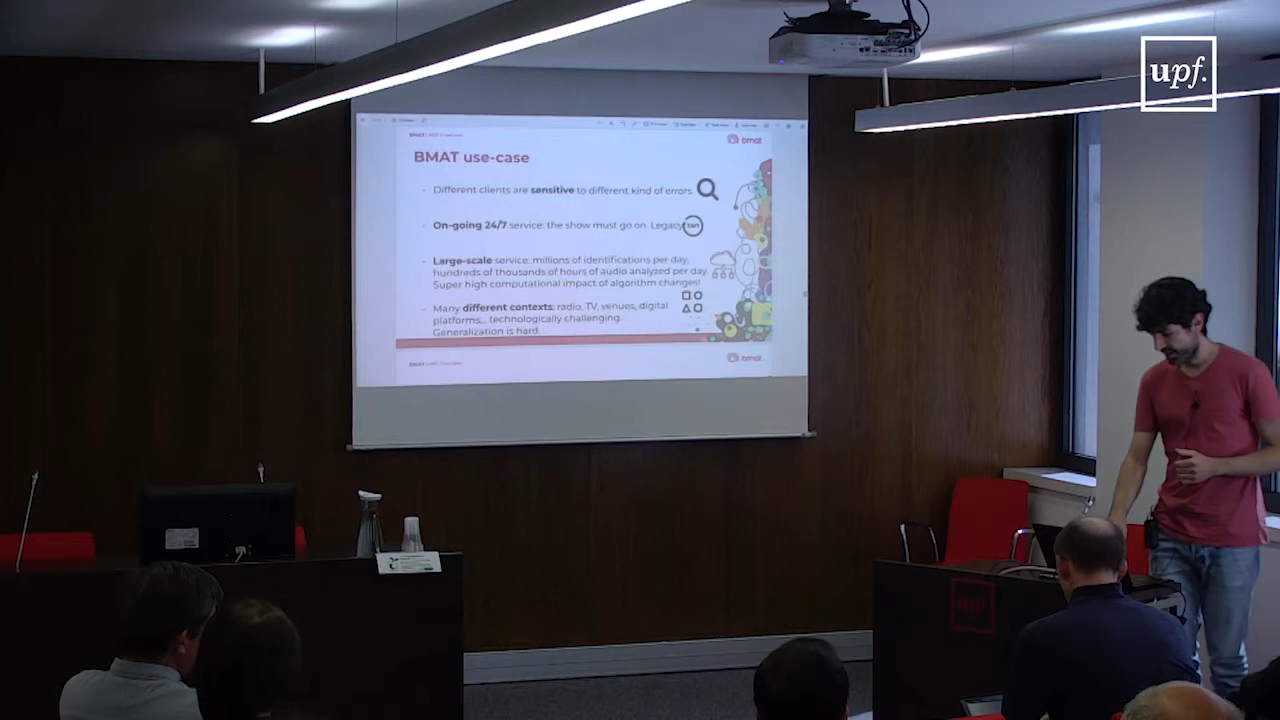 upf.
bmat
BMAT use-case
- Different clients are sensitive to different kind of errors
- On-going 24/7 service: the show must go on. Legacy
24/7
- Large-scale service: millions of identifications per day,
hundreds of thousands of hours of audio analyzed per day.
Super high computational impact of algorithm changes!
- Many different contexts: radio, TV, venues, digital
platforms... technologically challenging.
Generalization is hard.
bmat